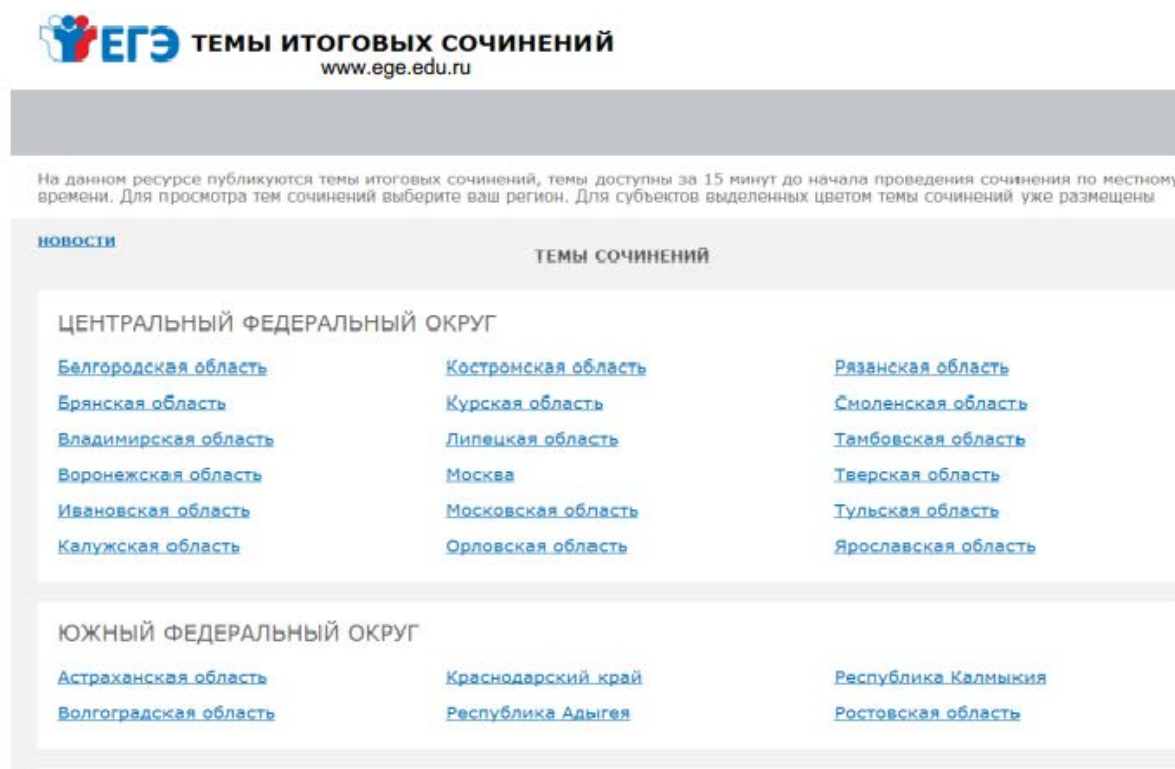 ЕГЭ ТЕМЫ ИТОГОВЫХ СОЧИНЕНИЙ
www.ege.edu.ru
На данном ресурсе публикуются темы итоговых сочинений, темы доступны за 15 минут до начала проведения сочинения по местному
времени. Для просмотра тем сочинений выберите ваш регион. Для субъектов выделенных цветом темы сочинений уже размещены
НОВОСТИ
ТЕМЫ СОЧИНЕНИЙ
ЦЕНТРАЛЬНЫЙ ФЕДЕРАЛЬНЫЙ ОКРУГ
Белгородская область Костромская область Рязанская область
Брянская область Курская область Смоленская область
Владимирская область Липецкая область Тамбовская область
Воронежская область Москва Тверская область
Ивановская область Московская область Тульская область
Калужская область Орловская область Ярославская область
ЮЖНЫЙ ФЕДЕРАЛЬНЫЙ ОКРУГ
Астраханская область Краснодарский край Республика Калмыкия
Волгоградская область Республика Адыгея Ростовская область